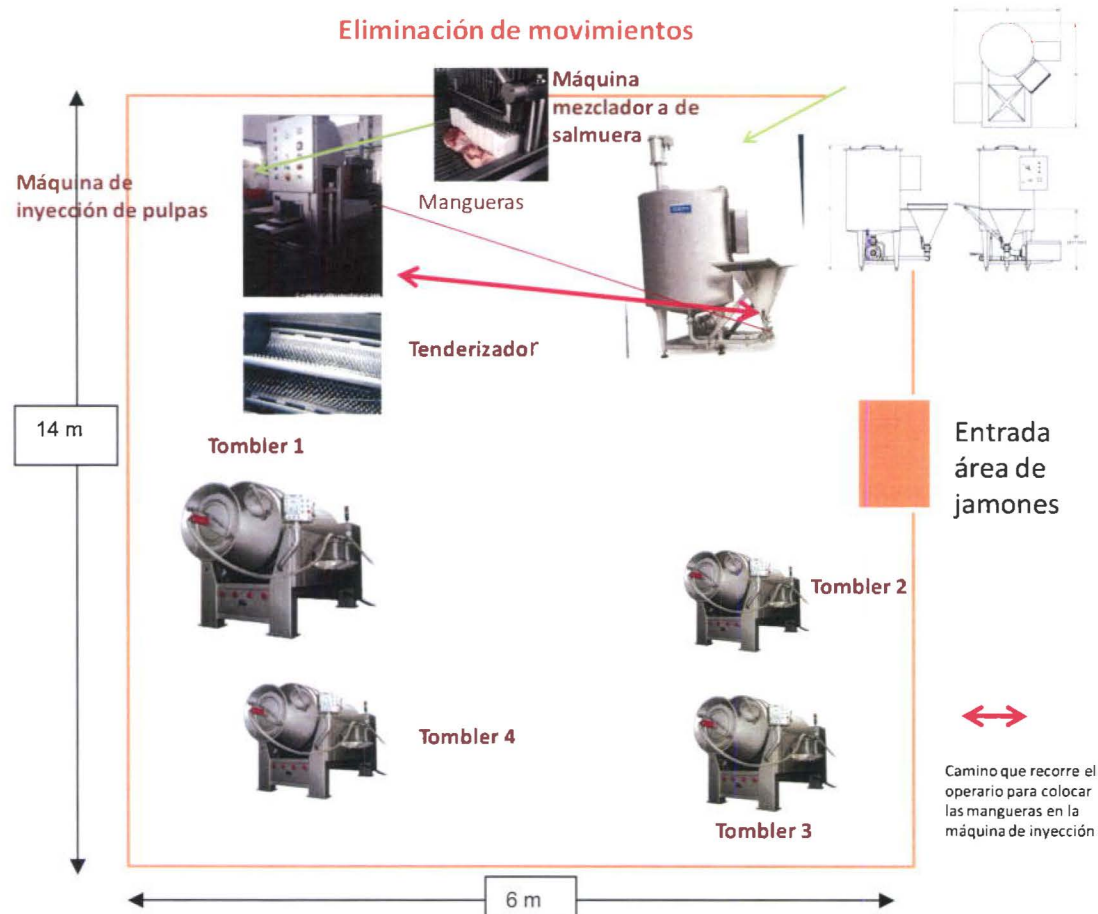 Eliminación de movimientos
Máquina
mezcladora de
salmuera
Máquina de
inyección de pulpas
Mangueras
Tenderizador
14 m
Tombler 1
Entrada
área de
jamones
Tombler 2
Tombler 4
Tombler 3
Camino que recorre el
operario para colocar
las mangueras en la
máquina de inyección
6 m